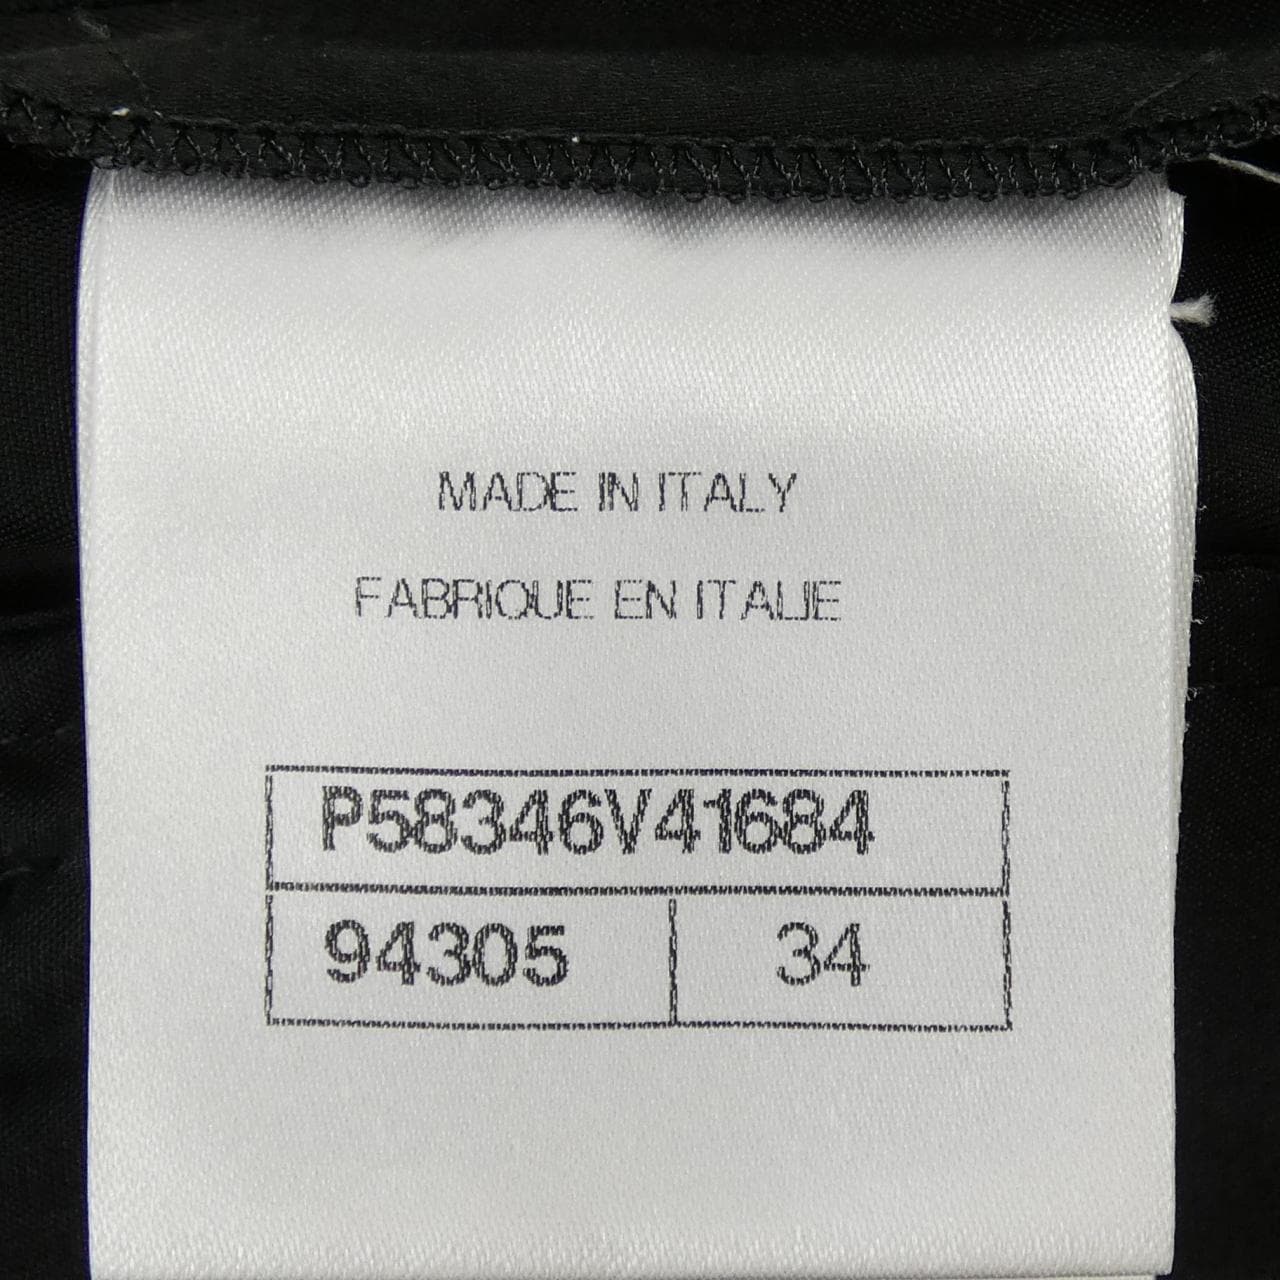 MADE IN ITALY
FABRIQUE EN ITALIE
P58346V41684
94305 34